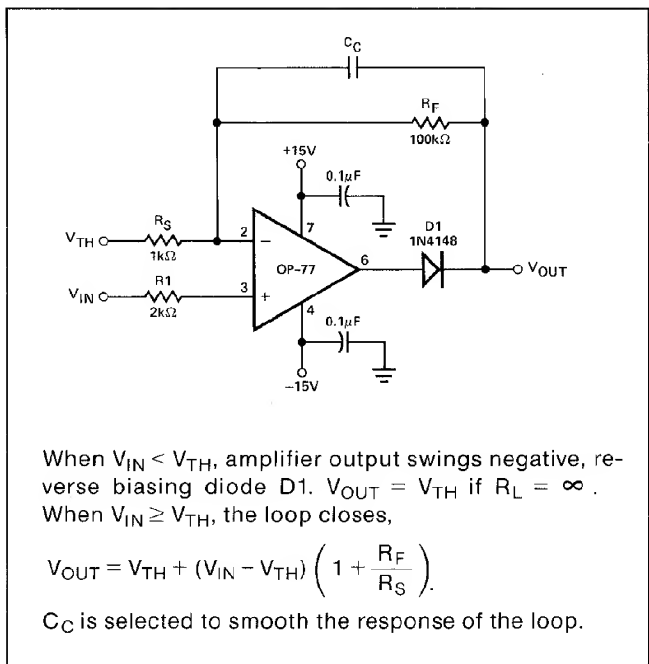 C_C
R_F
100kΩ
+15V
0.1μF
D1
1N4148
V_TH
R_S
1kΩ
2
−
7
OP-77
6
V_OUT
V_IN
R1
2kΩ
3
+
4
0.1μF
−15V
When V_IN < V_TH, amplifier output swings negative, re-
verse biasing diode D1. V_OUT = V_TH if R_L = ∞ .
When V_IN ≥ V_TH, the loop closes,
V_OUT = V_TH + (V_IN − V_TH) ( 1 + R_F / R_S ).
C_C is selected to smooth the response of the loop.